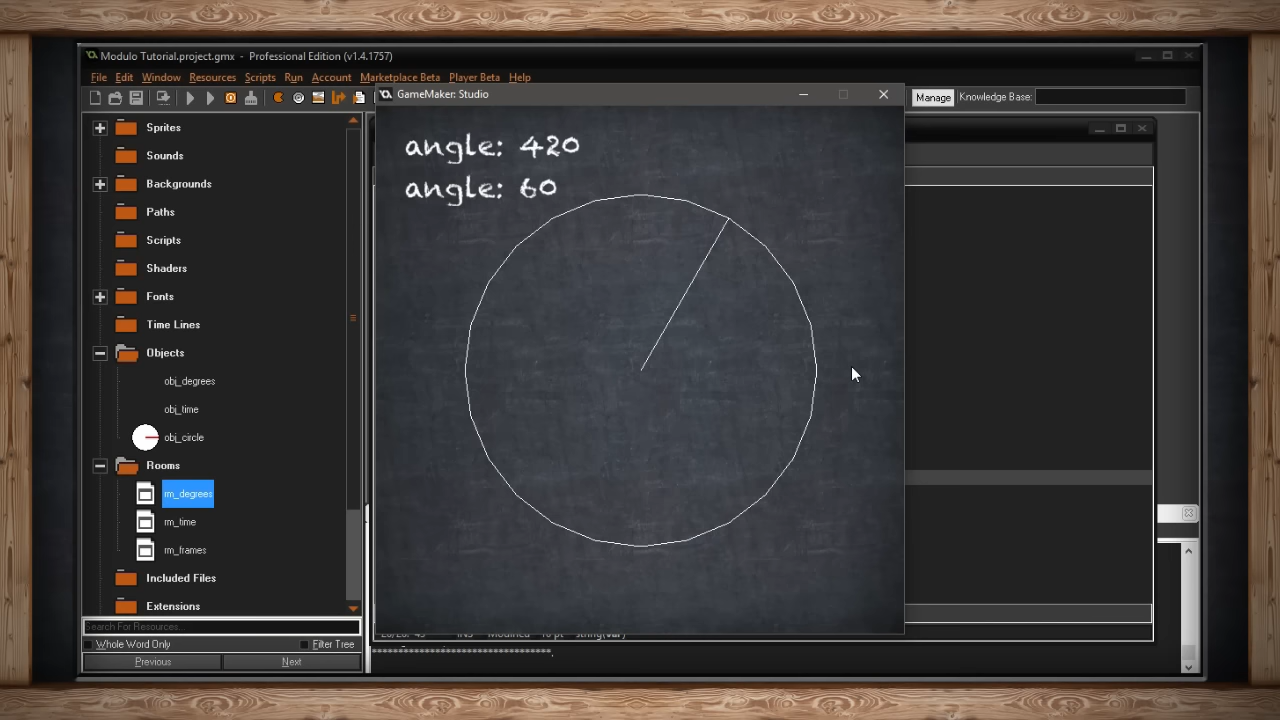 Modulo Tutorial.project.gmx - Professional Edition (v1.4.1757)
File Edit Window Resources Scripts Run Account Marketplace Beta Player Beta Help
Manage Knowledge Base:
GameMaker: Studio
angle: 420
angle: 60
Sprites
Sounds
Backgrounds
Paths
Scripts
Shaders
Fonts
Time Lines
Objects
obj_degrees
obj_time
obj_circle
Rooms
rm_degrees
rm_time
rm_frames
Included Files
Extensions
Search For Resources...
Whole Word Only Filter Tree
Previous Next